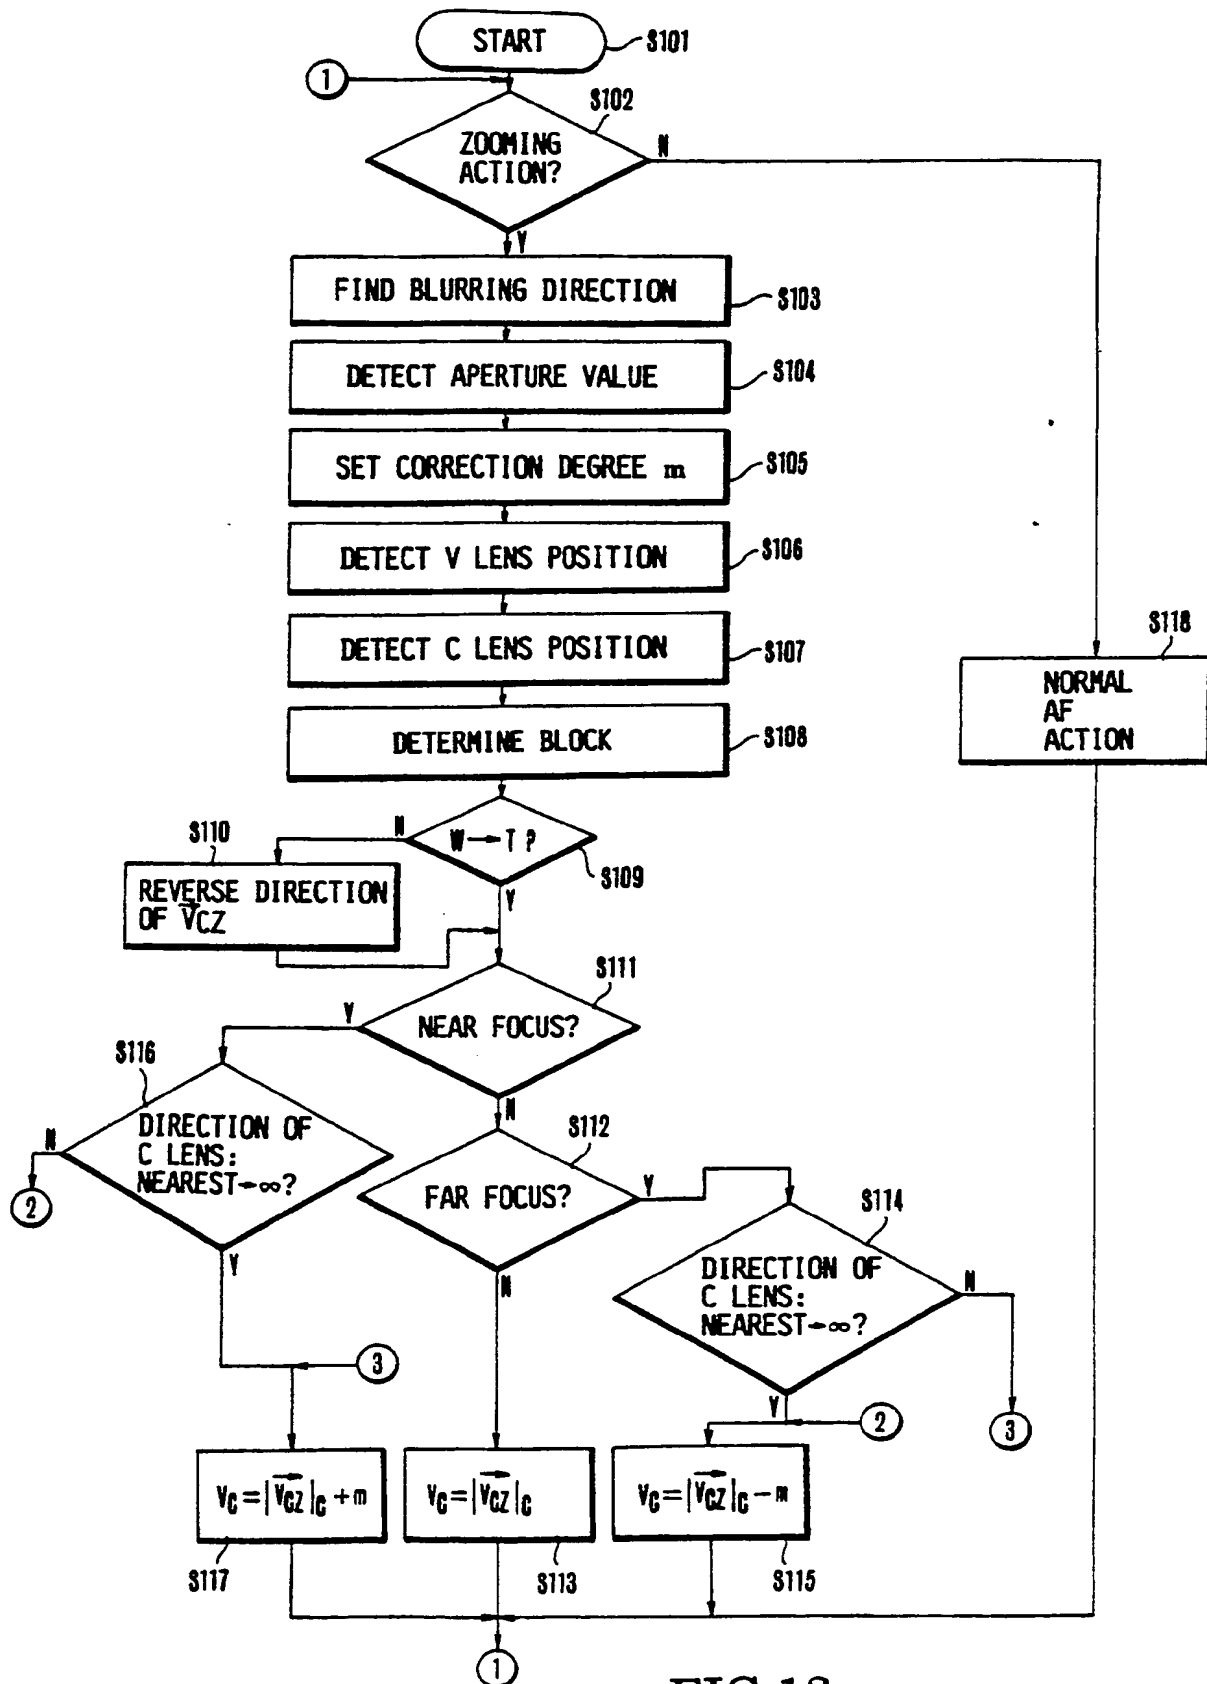 START
S101
1
S102
ZOOMING
ACTION?
N
Y
FIND BLURRING DIRECTION
S103
DETECT APERTURE VALUE
S104
SET CORRECTION DEGREE m
S105
DETECT V LENS POSITION
S106
DETECT C LENS POSITION
S107
DETERMINE BLOCK
S108
S118
NORMAL
AF
ACTION
W→T?
S109
N
Y
S110
REVERSE DIRECTION
OF V⃗CZ
S111
NEAR FOCUS?
Y
N
S116
DIRECTION OF
C LENS:
NEAREST→∞?
N
2
Y
S112
FAR FOCUS?
Y
N
S114
DIRECTION OF
C LENS:
NEAREST→∞?
N
3
Y
3
2
VC=|V⃗CZ|C+m
S117
VC=|V⃗CZ|C
S113
VC=|V⃗CZ|C−m
S115
1